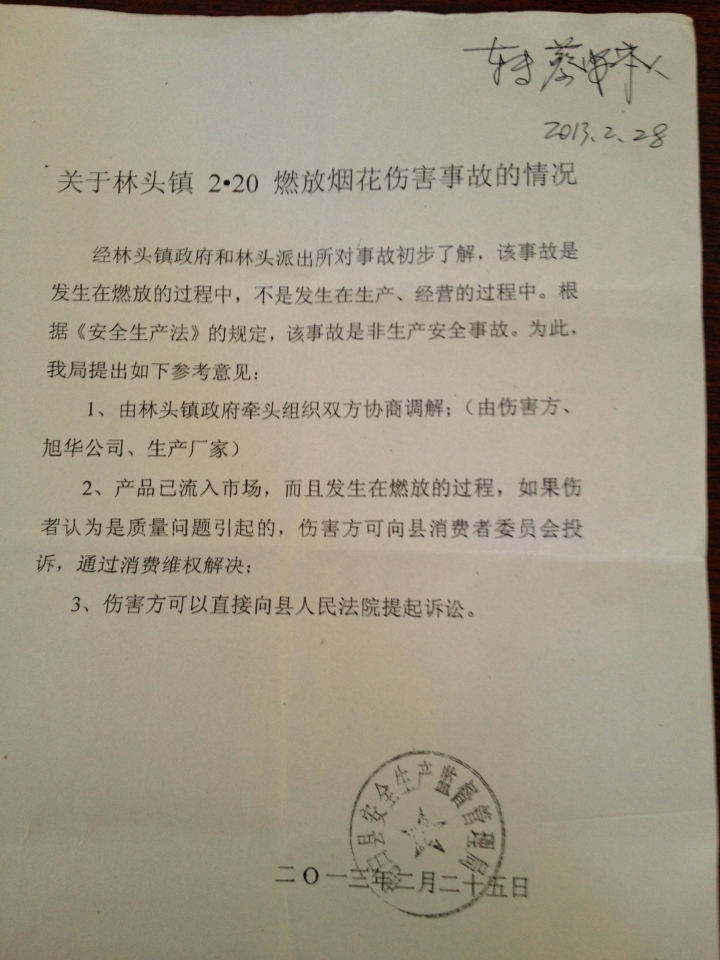 转蔡
2013.2.28
关于林头镇 2•20 燃放烟花伤害事故的情况
经林头镇政府和林头派出所对事故初步了解，该事故是
发生在燃放的过程中，不是发生在生产、经营的过程中。根
据《安全生产法》的规定，该事故是非生产安全事故。为此，
我局提出如下参考意见：
1、由林头镇政府牵头组织双方协商调解；（由伤害方、
旭华公司、生产厂家）
2、产品已流入市场，而且发生在燃放的过程，如果伤
者认为是质量问题引起的，伤害方可向县消费者委员会投
诉，通过消费维权解决；
3、伤害方可以直接向县人民法院提起诉讼。
县安全生产监督管理局
二〇一三年二月二十五日